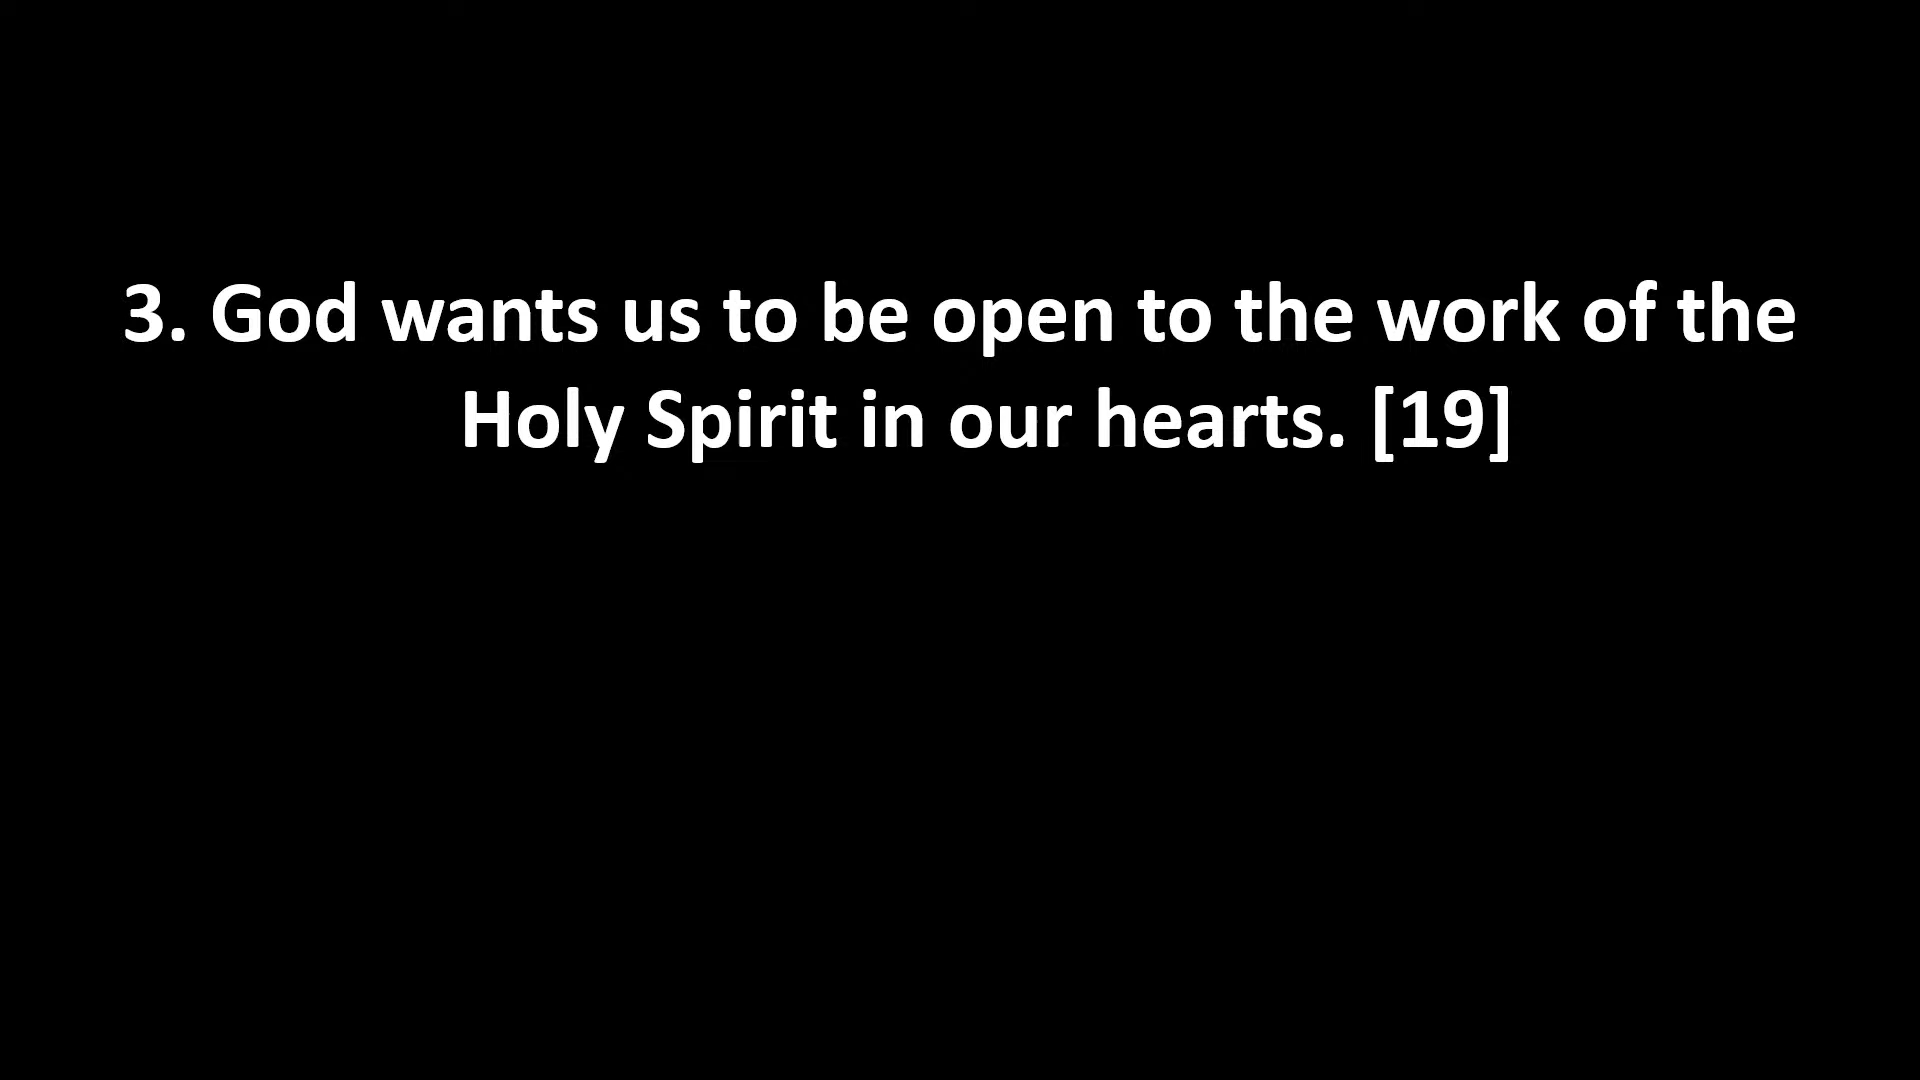 3. God wants us to be open to the work of the
Holy Spirit in our hearts. [19]